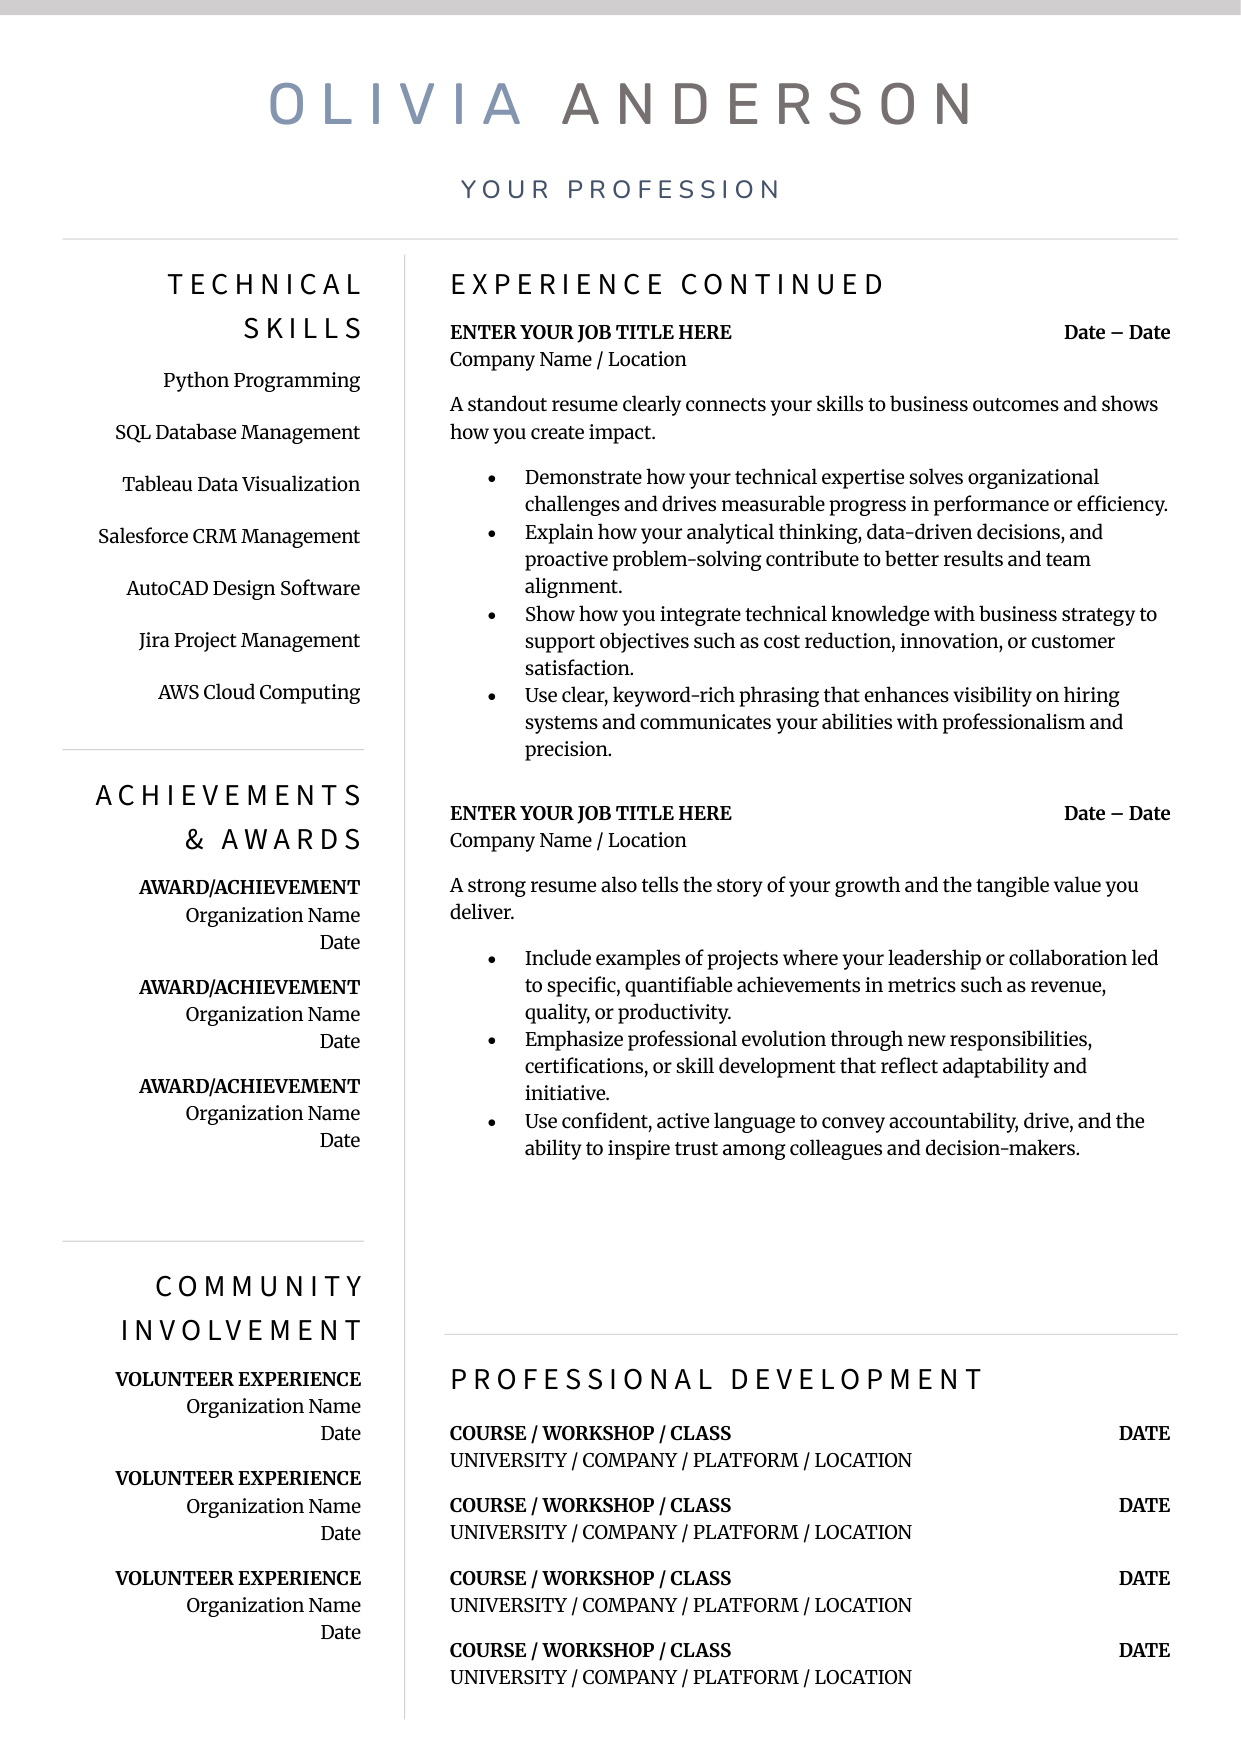 OLIVIA ANDERSON
YOUR PROFESSION
TECHNICAL
SKILLS
Python Programming
SQL Database Management
Tableau Data Visualization
Salesforce CRM Management
AutoCAD Design Software
Jira Project Management
AWS Cloud Computing
ACHIEVEMENTS
& AWARDS
AWARD/ACHIEVEMENT
Organization Name
Date
AWARD/ACHIEVEMENT
Organization Name
Date
AWARD/ACHIEVEMENT
Organization Name
Date
COMMUNITY
INVOLVEMENT
VOLUNTEER EXPERIENCE
Organization Name
Date
VOLUNTEER EXPERIENCE
Organization Name
Date
VOLUNTEER EXPERIENCE
Organization Name
Date
EXPERIENCE CONTINUED
ENTER YOUR JOB TITLE HERE Date – Date
Company Name / Location
A standout resume clearly connects your skills to business outcomes and shows
how you create impact.
• Demonstrate how your technical expertise solves organizational
challenges and drives measurable progress in performance or efficiency.
• Explain how your analytical thinking, data-driven decisions, and
proactive problem-solving contribute to better results and team
alignment.
• Show how you integrate technical knowledge with business strategy to
support objectives such as cost reduction, innovation, or customer
satisfaction.
• Use clear, keyword-rich phrasing that enhances visibility on hiring
systems and communicates your abilities with professionalism and
precision.
ENTER YOUR JOB TITLE HERE Date – Date
Company Name / Location
A strong resume also tells the story of your growth and the tangible value you
deliver.
• Include examples of projects where your leadership or collaboration led
to specific, quantifiable achievements in metrics such as revenue,
quality, or productivity.
• Emphasize professional evolution through new responsibilities,
certifications, or skill development that reflect adaptability and
initiative.
• Use confident, active language to convey accountability, drive, and the
ability to inspire trust among colleagues and decision-makers.
PROFESSIONAL DEVELOPMENT
COURSE / WORKSHOP / CLASS DATE
UNIVERSITY / COMPANY / PLATFORM / LOCATION
COURSE / WORKSHOP / CLASS DATE
UNIVERSITY / COMPANY / PLATFORM / LOCATION
COURSE / WORKSHOP / CLASS DATE
UNIVERSITY / COMPANY / PLATFORM / LOCATION
COURSE / WORKSHOP / CLASS DATE
UNIVERSITY / COMPANY / PLATFORM / LOCATION